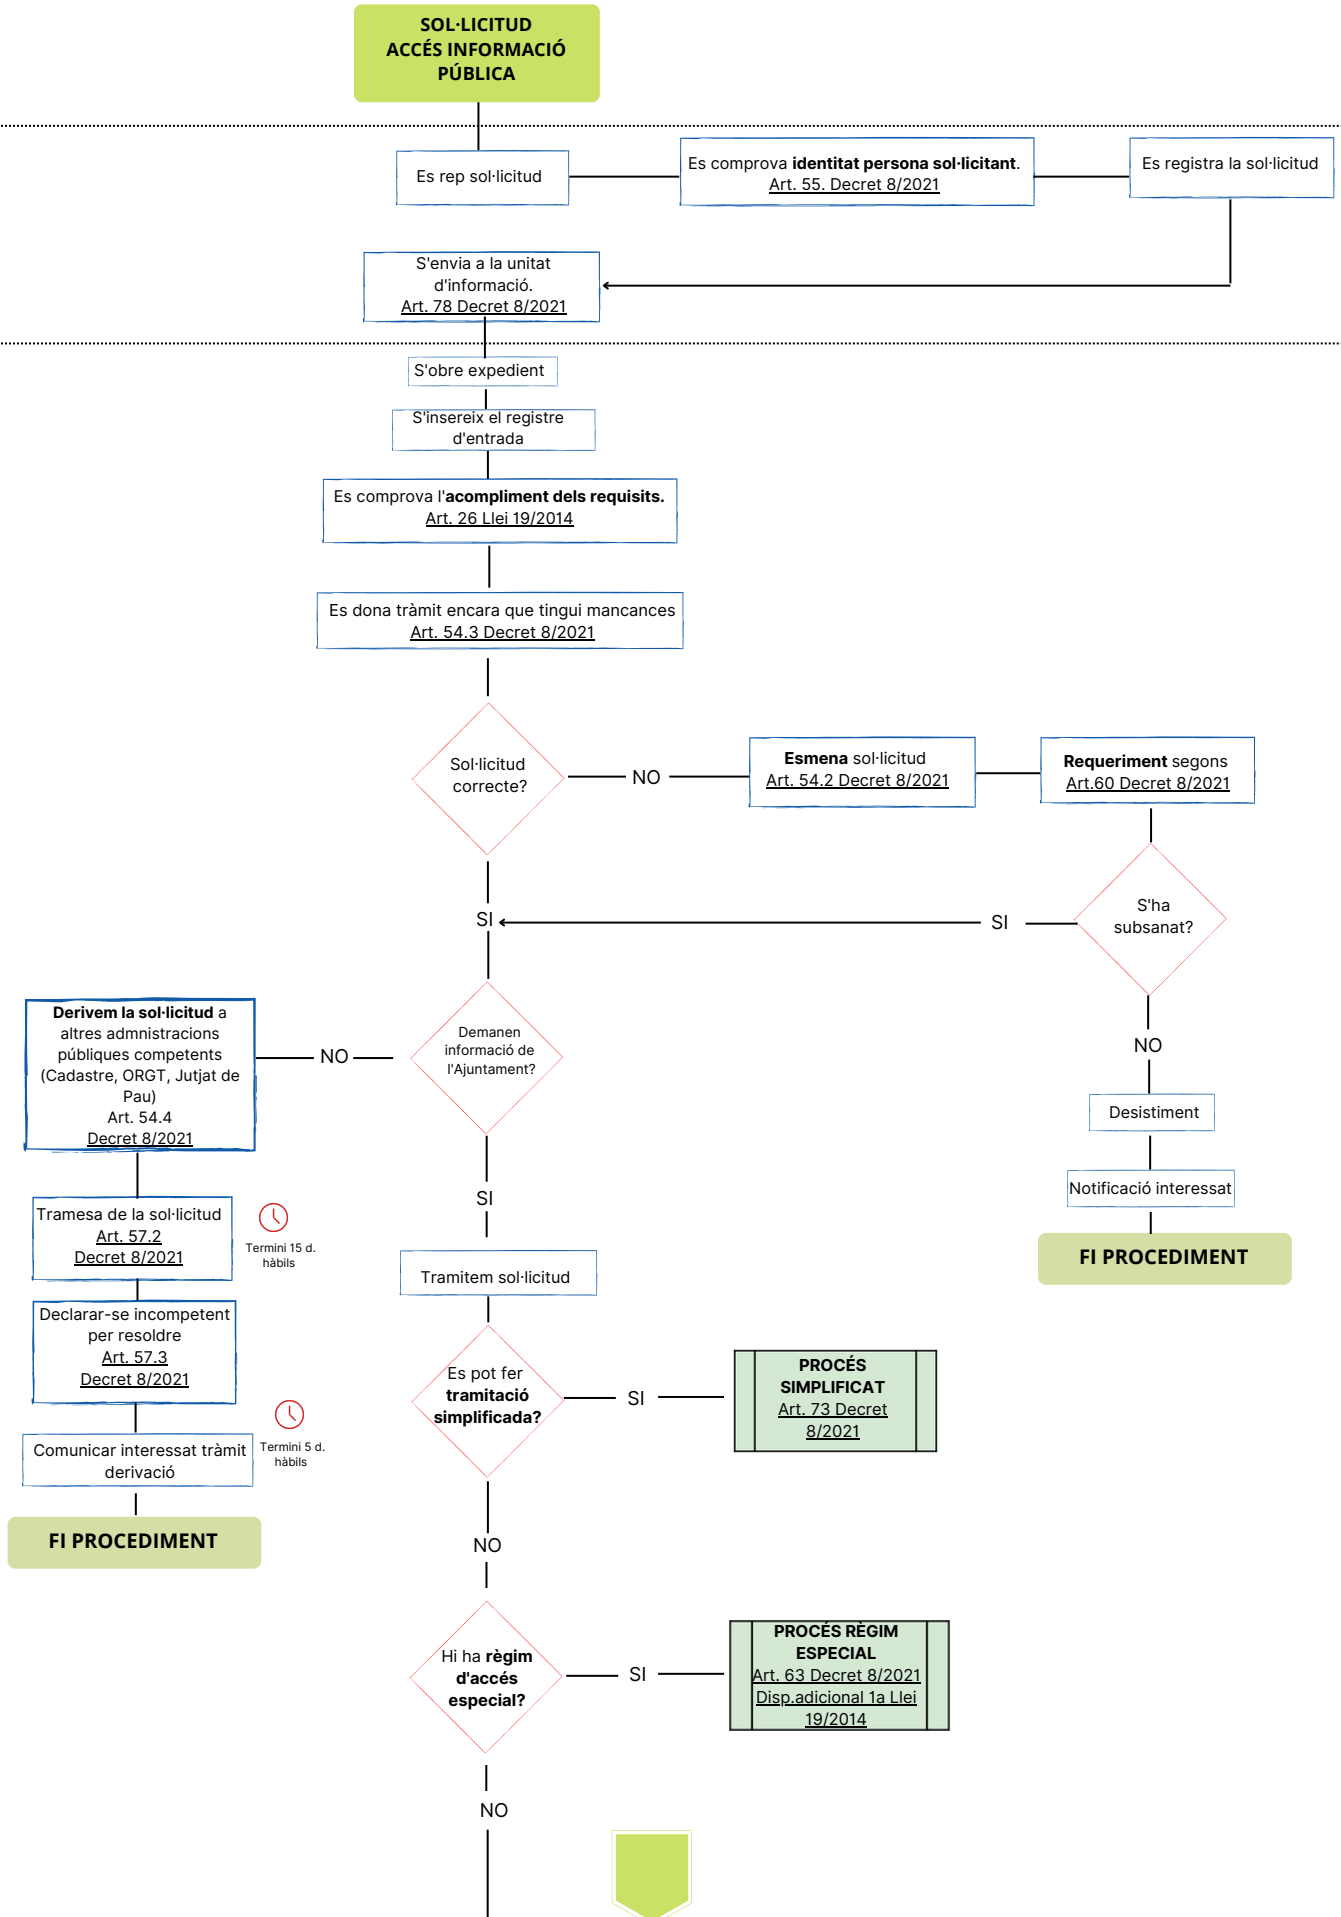 SOL·LICITUD
ACCÉS INFORMACIÓ
PÚBLICA
Es rep sol·licitud
Es comprova identitat persona sol·licitant.
Art. 55. Decret 8/2021
Es registra la sol·licitud
S'envia a la unitat
d'informació.
Art. 78 Decret 8/2021
S'obre expedient
S'insereix el registre
d'entrada
Es comprova l'acompliment dels requisits.
Art. 26 Llei 19/2014
Es dona tràmit encara que tingui mancances
Art. 54.3 Decret 8/2021
Sol·licitud
correcte?
NO
Esmena sol·licitud
Art. 54.2 Decret 8/2021
Requeriment segons
Art.60 Decret 8/2021
S'ha
subsanat?
SI
SI
NO
Desistiment
Notificació interessat
FI PROCEDIMENT
Demanen
informació de
l'Ajuntament?
NO
Derivem la sol·licitud a
altres admnistracions
públiques competents
(Cadastre, ORGT, Jutjat de
Pau)
Art. 54.4
Decret 8/2021
Tramesa de la sol·licitud
Art. 57.2
Decret 8/2021
Termini 15 d.
hàbils
Declarar-se incompetent
per resoldre
Art. 57.3
Decret 8/2021
Comunicar interessat tràmit
derivació
Termini 5 d.
hàbils
FI PROCEDIMENT
SI
Tramitem sol·licitud
Es pot fer
tramitació
simplificada?
SI
PROCÉS
SIMPLIFICAT
Art. 73 Decret
8/2021
NO
Hi ha règim
d'accés
especial?
SI
PROCÉS RÈGIM
ESPECIAL
Art. 63 Decret 8/2021
Disp.adicional 1a Llei
19/2014
NO